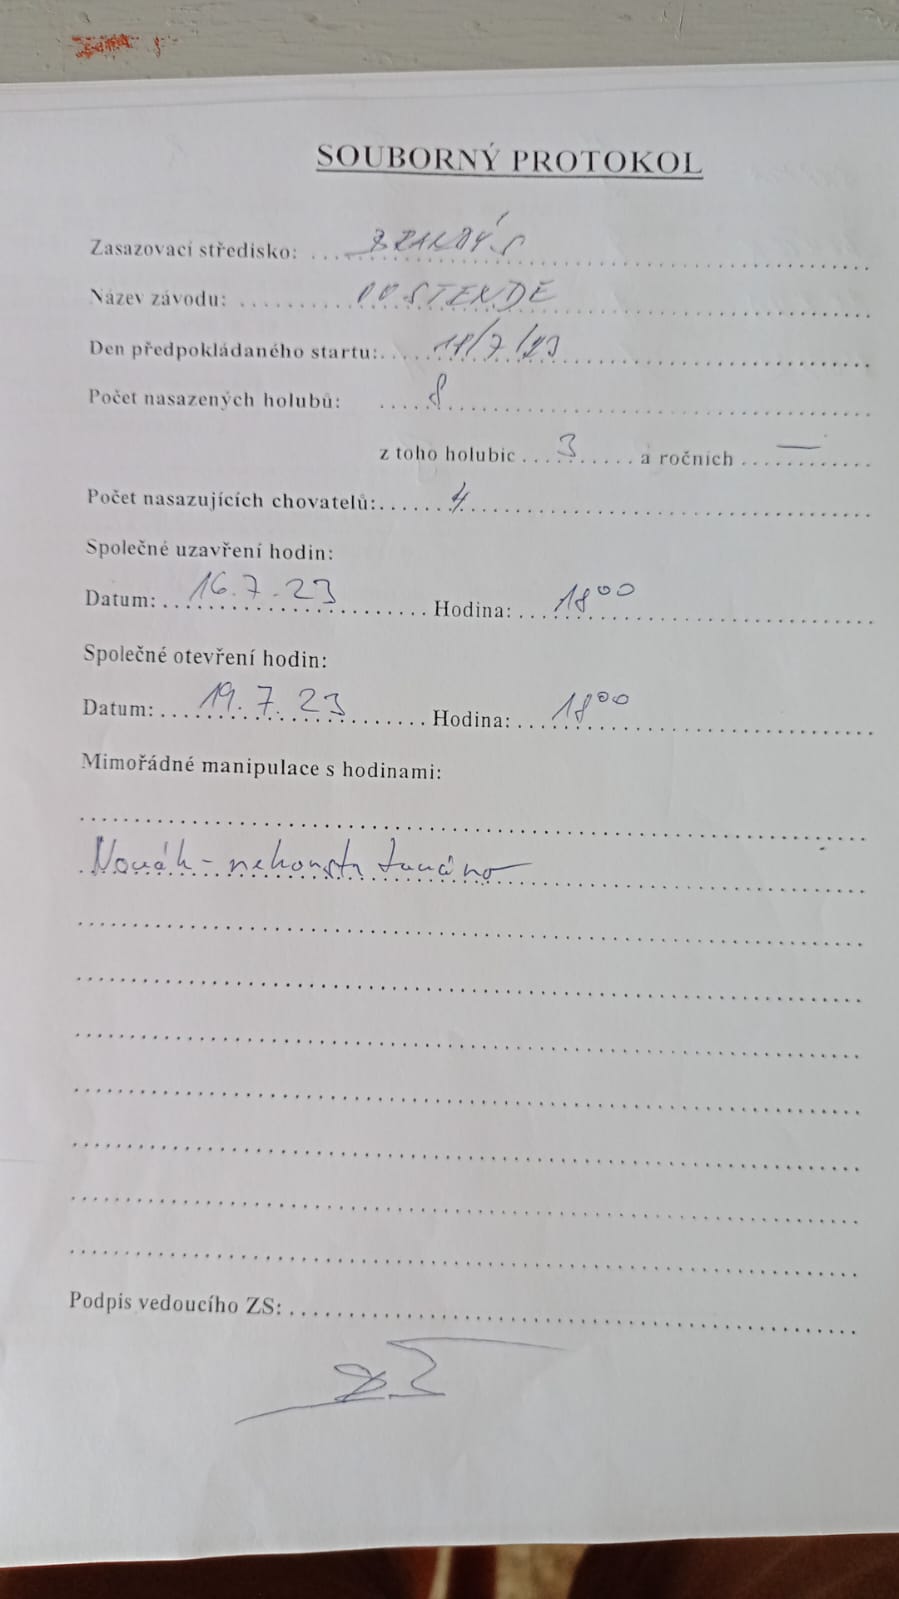 SOUBORNÝ PROTOKOL
Zasazovací středisko: BRANDÝS
Název závodu: OOSTENDE
Den předpokládaného startu: /7/23
Počet nasazených holubů: 8
z toho holubic 3 a ročních —
Počet nasazujících chovatelů: 4
Společné uzavření hodin:
Datum: 16.7.23 Hodina: 18⁰⁰
Společné otevření hodin:
Datum: 19.7.23 Hodina: 18⁰⁰
Mimořádné manipulace s hodinami:
Novák -
Podpis vedoucího ZS: